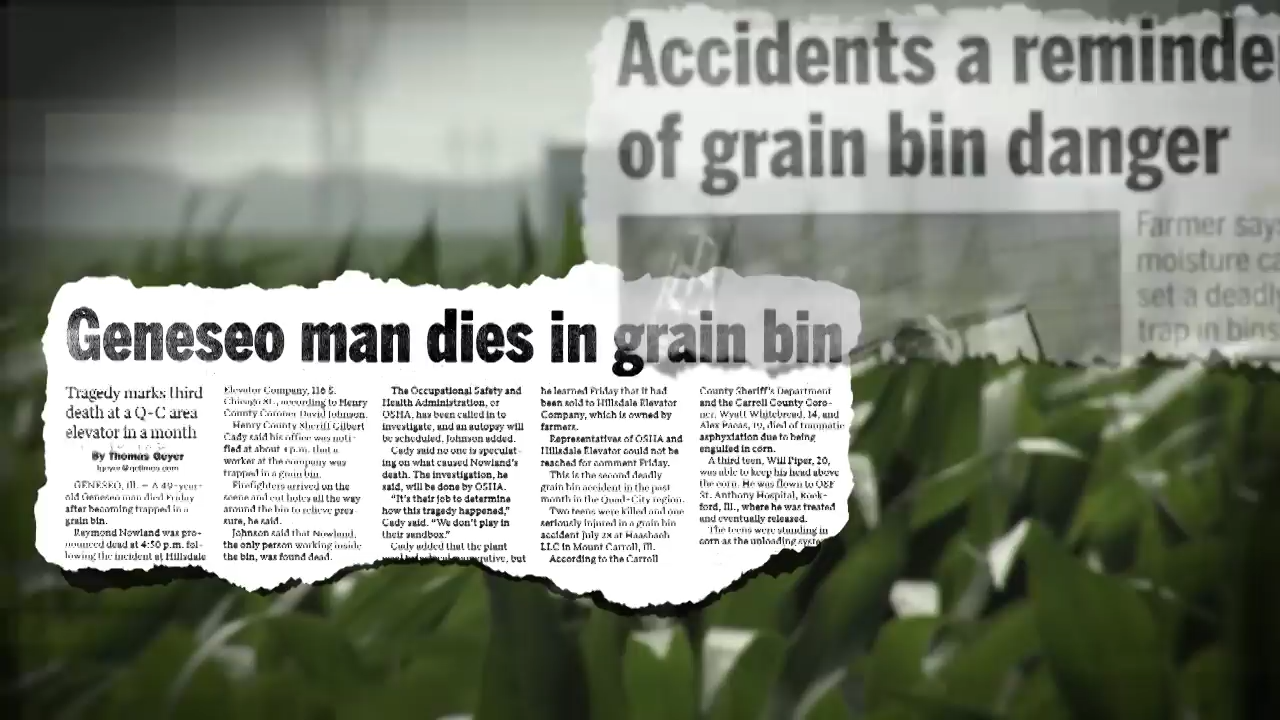 Accidents a reminde
of grain bin danger
Farmer say
moisture ca
set a deadl
trap in bins
Geneseo man dies in grain bin
Tragedy marks third
death at a Q-C area
elevator in a month
By Thomas Geyer
tgeyer@qctimes.com
GENESEO, Ill. — A 49-year-
old Geneseo man died Friday
after becoming trapped in a
grain bin.
Raymond Nowland was pro-
nounced dead at 4:50 p.m. fol-
lowing the incident at Hillsdale
Elevator Company, 116 S.
Chicago St., according to Henry
County Coroner David Johnson.
Henry County Sheriff Gilbert
Cady said his office was noti-
fied at about 4 p.m. that a
worker at the company was
trapped in a grain bin.
Firefighters arrived on the
scene and cut holes all the way
around the bin to relieve pres-
sure, he said.
Johnson said that Nowland,
the only person working inside
the bin, was found dead.
The Occupational Safety and
Health Administration, or
OSHA, has been called in to
investigate, and an autopsy will
be scheduled, Johnson added.
Cady said no one is speculat-
ing on what caused Nowland's
death. The investigation, he
said, will be done by OSHA.
"It's their job to determine
how this tragedy happened,"
Cady said. "We don't play in
their sandbox."
Cady added that the plant
but
he learned Friday that it had
been sold to Hillsdale Elevator
Company, which is owned by
farmers.
Representatives of OSHA and
Hillsdale Elevator could not be
reached for comment Friday.
This is the second deadly
grain bin accident in the past
month in the Quad-City region.
Two teens were killed and one
seriously injured in a grain bin
accident July 28 at Haasbach
LLC in Mount Carroll, Ill.
According to the Carroll
County Sheriff's Department
and the Carroll County Coro-
ner, Wyatt Whitebread, 14, and
Alex Pacas, 19, died of traumatic
asphyxiation due to being
engulfed in corn.
A third teen, Will Piper, 20,
was able to keep his head above
the corn. He was flown to OSF
St. Anthony Hospital, Rock-
ford, Ill., where he was treated
and eventually released.
The teens were standing in
corn as the unloading system